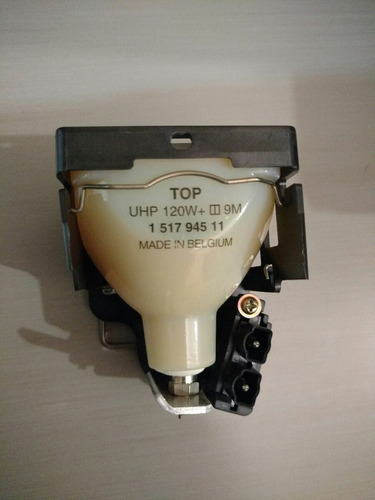 TOP
UHP 120W+ 9M
1 517 945 11
MADE IN BELGIUM